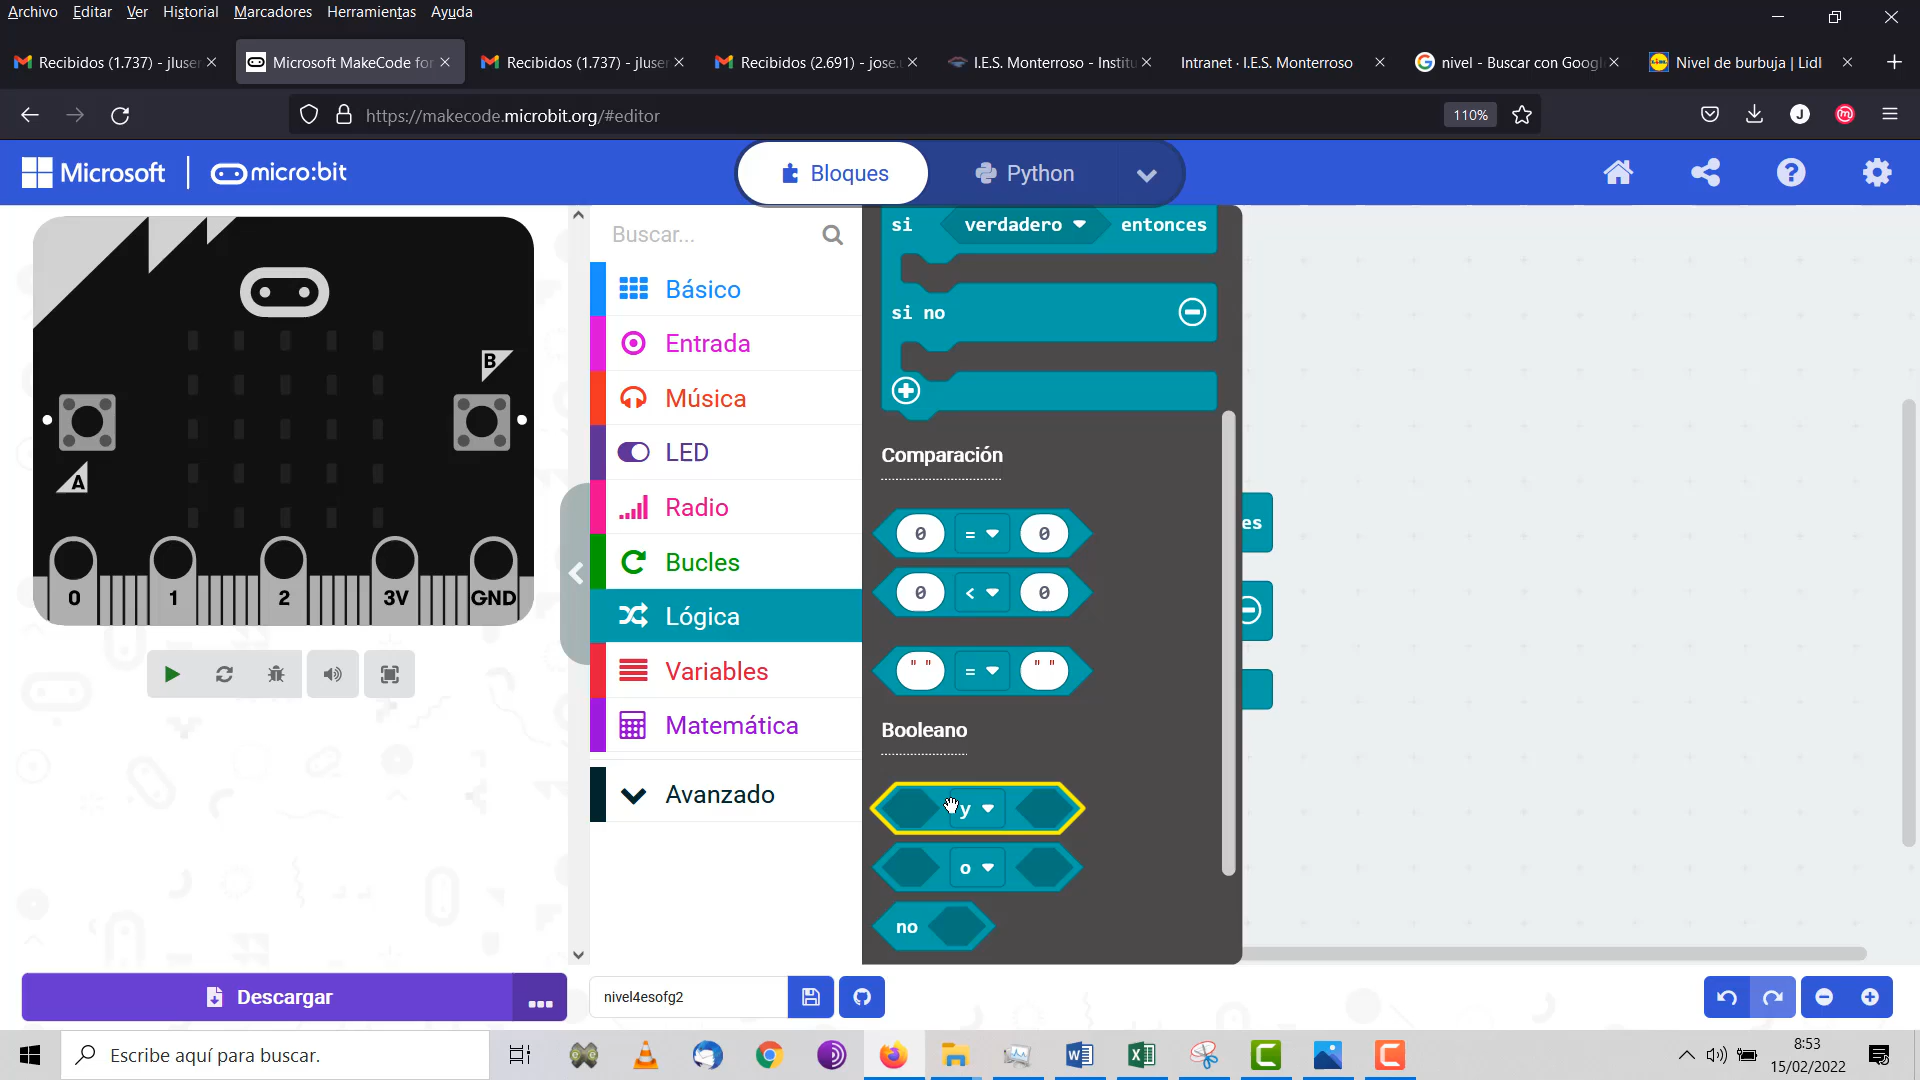 Archivo Editar Ver Historial Marcadores Herramientas Ayuda
Recibidos (1.737) - jluser
Microsoft MakeCode for
Recibidos (1.737) - jluser
Recibidos (2.691) - jose.
I.E.S. Monterroso - Institu
Intranet · I.E.S. Monterroso
nivel - Buscar con Google
Nivel de burbuja | Lidl
https://makecode.microbit.org/#editor
110%
J
Microsoft
micro:bit
Bloques
Python
B
A
0 1 2 3V GND
Buscar...
Básico
Entrada
Música
LED
Radio
Bucles
Lógica
Variables
Matemática
Avanzado
si verdadero entonces
si no
Comparación
0 = 0
0 < 0
" " = " "
Booleano
y
o
no
es
Descargar
...
nivel4esofg2
Escribe aquí para buscar.
8:53
15/02/2022